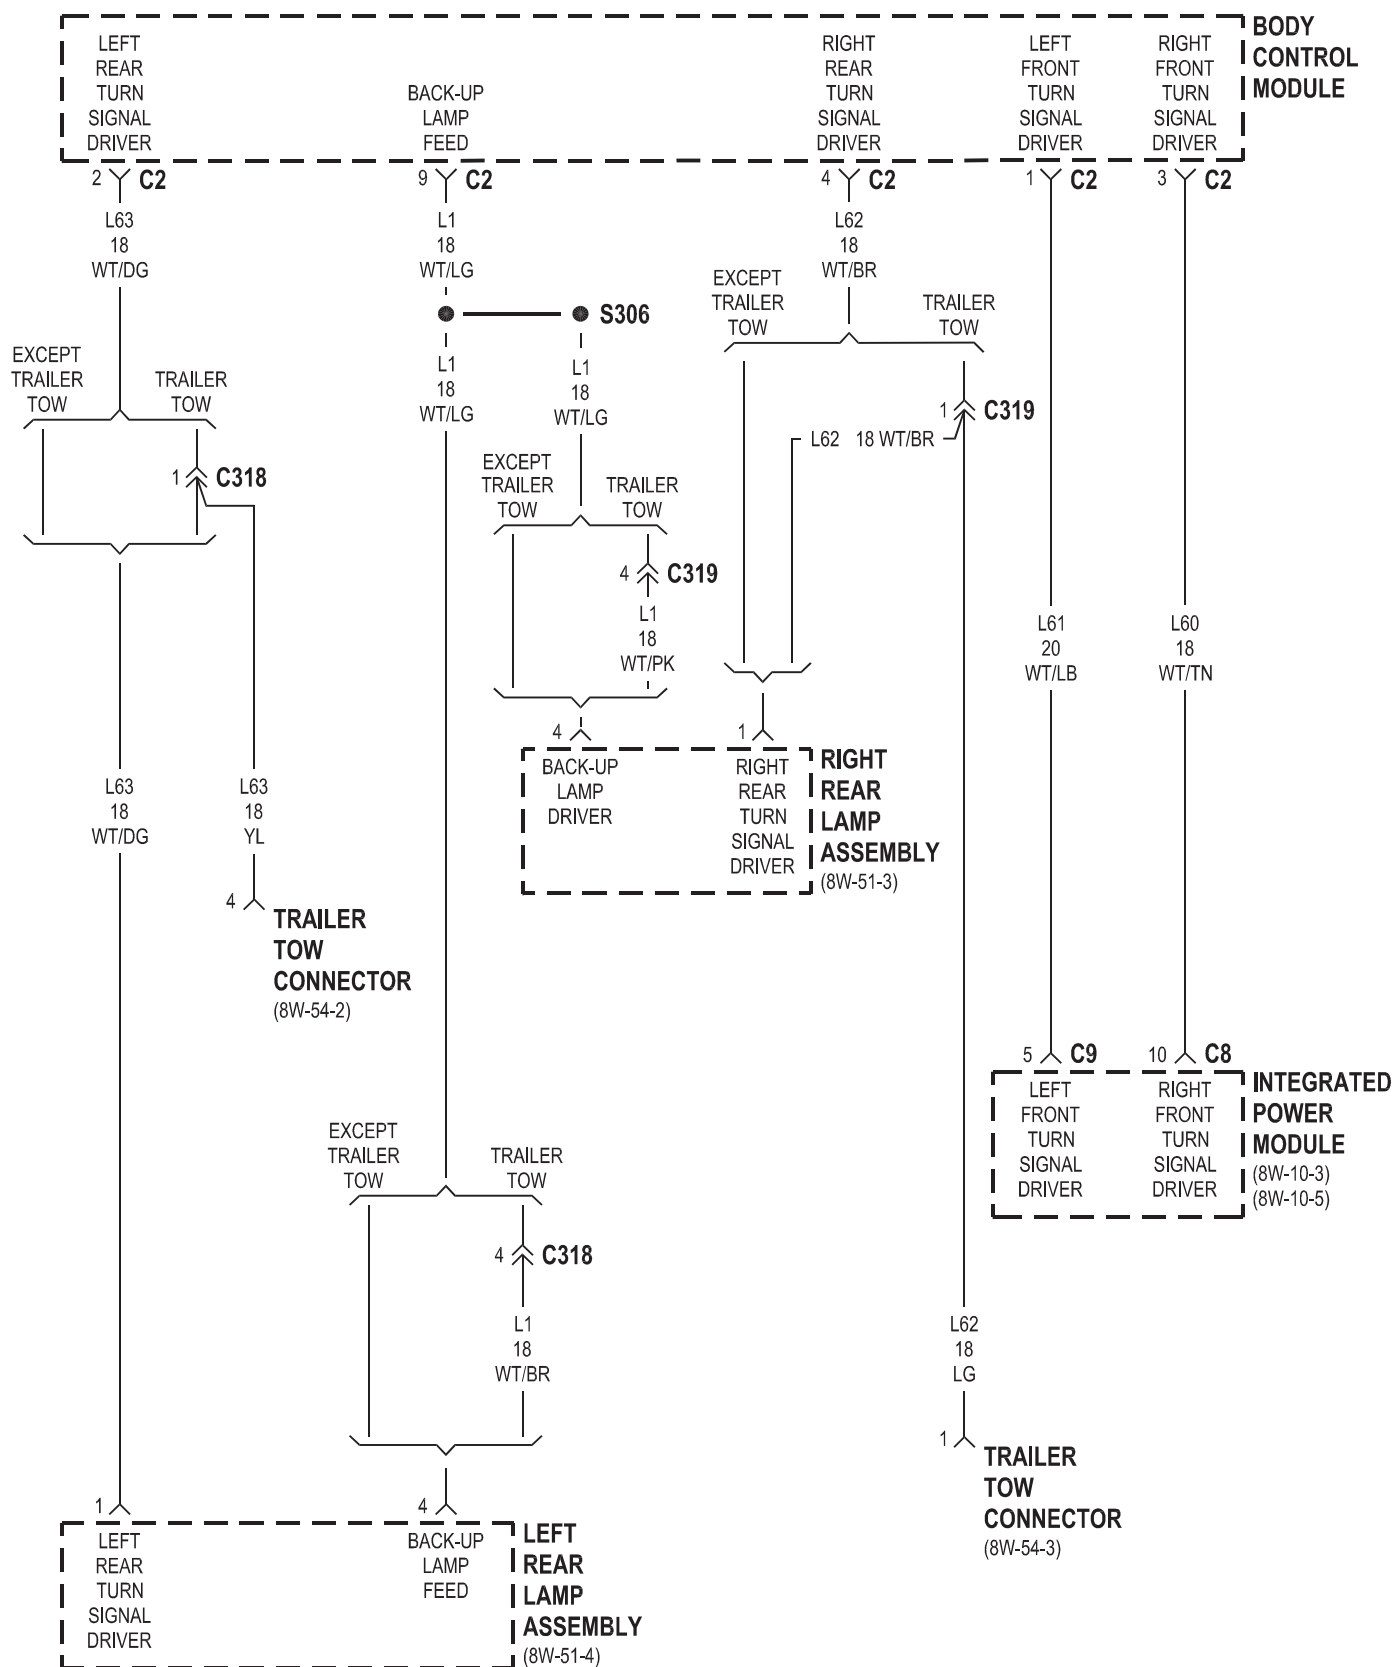 LEFT
REAR
TURN
SIGNAL
DRIVER
BACK-UP
LAMP
FEED
RIGHT
REAR
TURN
SIGNAL
DRIVER
LEFT
FRONT
TURN
SIGNAL
DRIVER
RIGHT
FRONT
TURN
SIGNAL
DRIVER
BODY
CONTROL
MODULE
2 C2
9 C2
4 C2
1 C2
3 C2
L63
18
WT/DG
L1
18
WT/LG
L62
18
WT/BR
S306
EXCEPT
TRAILER
TOW
TRAILER
TOW
EXCEPT
TRAILER
TOW
TRAILER
TOW
L1
18
WT/LG
L1
18
WT/LG
1 C319
L62 18 WT/BR
1 C318
EXCEPT
TRAILER
TOW
TRAILER
TOW
4 C319
L1
18
WT/PK
L61
20
WT/LB
L60
18
WT/TN
4
1
BACK-UP
LAMP
DRIVER
RIGHT
REAR
TURN
SIGNAL
DRIVER
RIGHT
REAR
LAMP
ASSEMBLY
(8W-51-3)
L63
18
WT/DG
L63
18
YL
4
TRAILER
TOW
CONNECTOR
(8W-54-2)
5 C9
10 C8
LEFT
FRONT
TURN
SIGNAL
DRIVER
RIGHT
FRONT
TURN
SIGNAL
DRIVER
INTEGRATED
POWER
MODULE
(8W-10-3)
(8W-10-5)
EXCEPT
TRAILER
TOW
TRAILER
TOW
4 C318
L1
18
WT/BR
L62
18
LG
1
TRAILER
TOW
CONNECTOR
(8W-54-3)
1
4
LEFT
REAR
TURN
SIGNAL
DRIVER
BACK-UP
LAMP
FEED
LEFT
REAR
LAMP
ASSEMBLY
(8W-51-4)